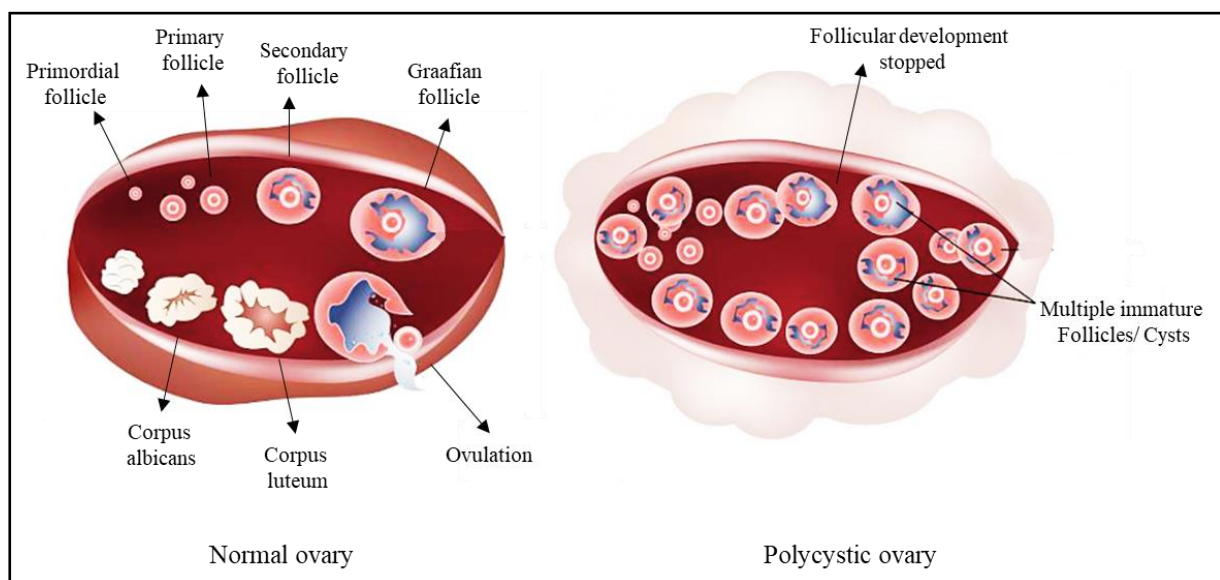 Primordial
follicle
Primary
follicle
Secondary
follicle
Graafian
follicle
Corpus
albicans
Corpus
luteum
Ovulation
Normal ovary
Follicular development
stopped
Multiple immature
Follicles/ Cysts
Polycystic ovary